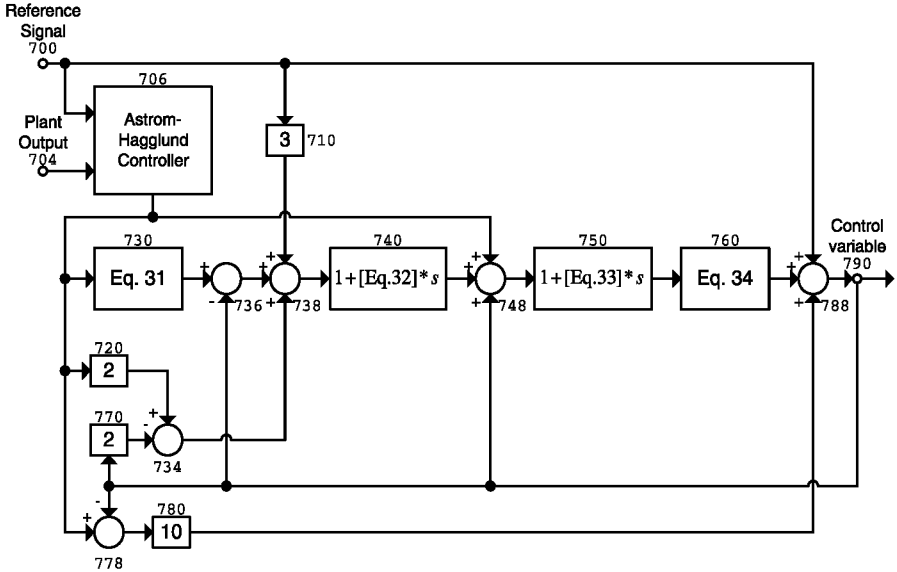 Reference
Signal
700
706
Astrom-
Hagglund
Controller
Plant
Output
704
3
710
730
Eq. 31
+
-
736
+
+
+
738
740
1+[Eq.32]*s
+
+
+
748
750
1+[Eq.33]*s
760
Eq. 34
+
+
+
788
Control
variable
790
720
2
770
2
+
-
734
-
+
778
780
10